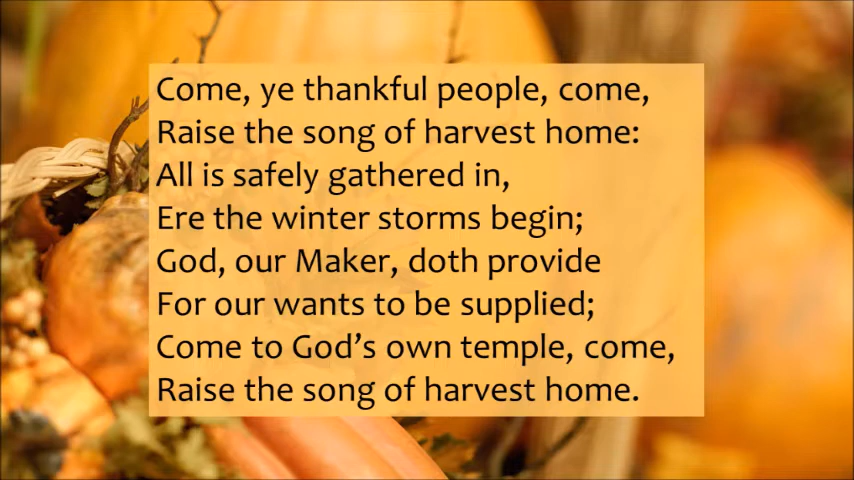 Come, ye thankful people, come,
Raise the song of harvest home:
All is safely gathered in,
Ere the winter storms begin;
God, our Maker, doth provide
For our wants to be supplied;
Come to God’s own temple, come,
Raise the song of harvest home.